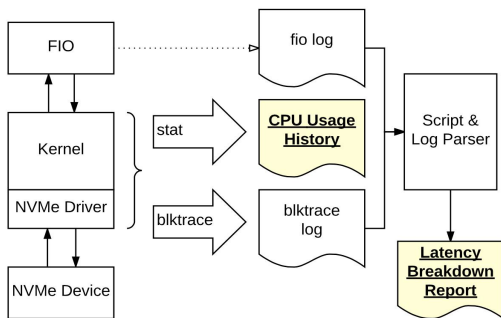 FIO
fio log
Kernel
stat
CPU Usage
History
Script &
Log Parser
NVMe Driver
blktrace
blktrace
log
NVMe Device
Latency
Breakdown
Report